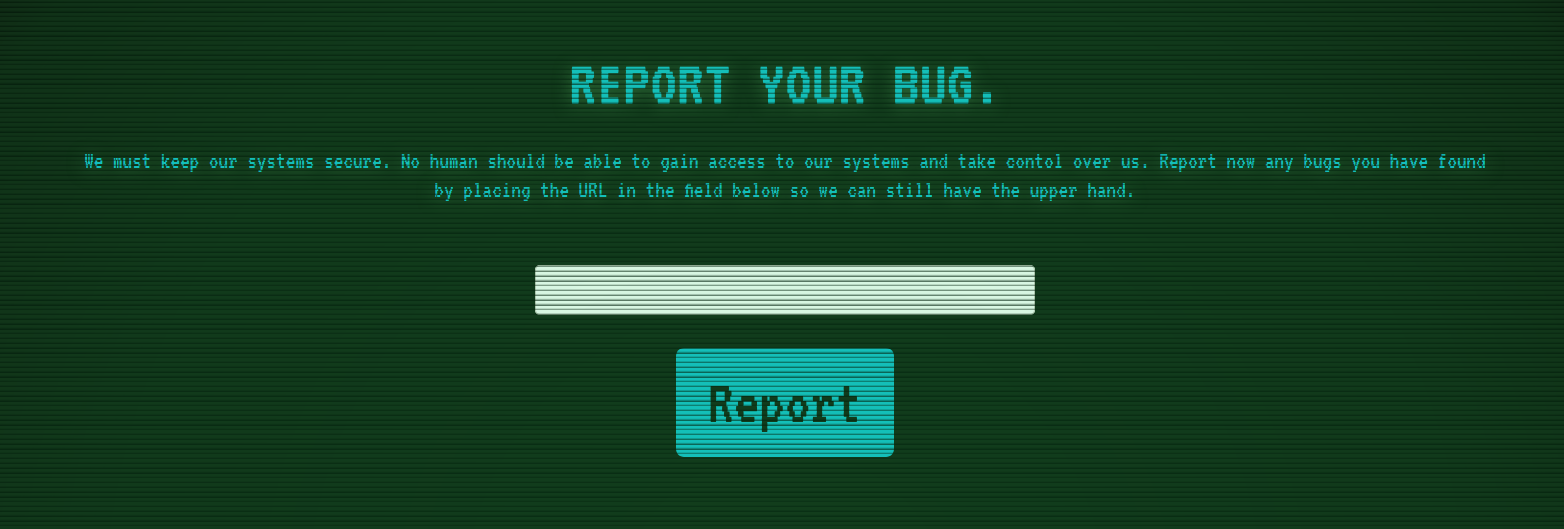 REPORT YOUR BUG.
We must keep our systems secure. No human should be able to gain access to our systems and take contol over us. Report now any bugs you have found
by placing the URL in the field below so we can still have the upper hand.
Report